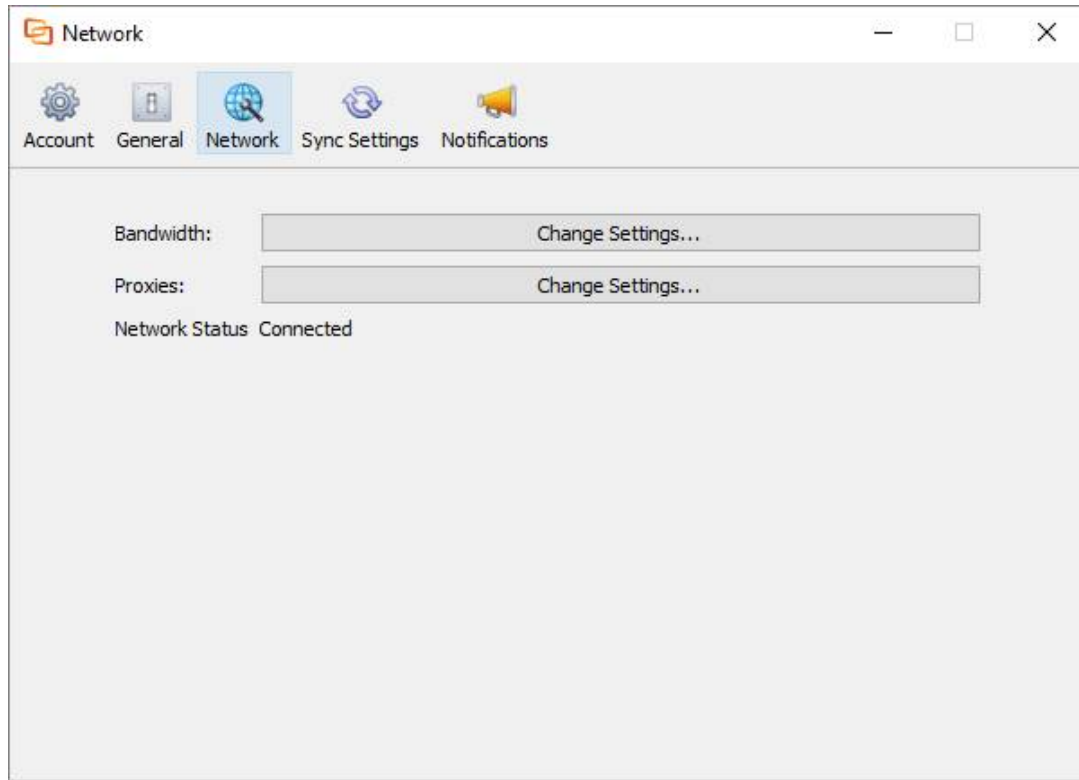 Network
Account General Network Sync Settings Notifications
Bandwidth: Change Settings...
Proxies: Change Settings...
Network Status Connected